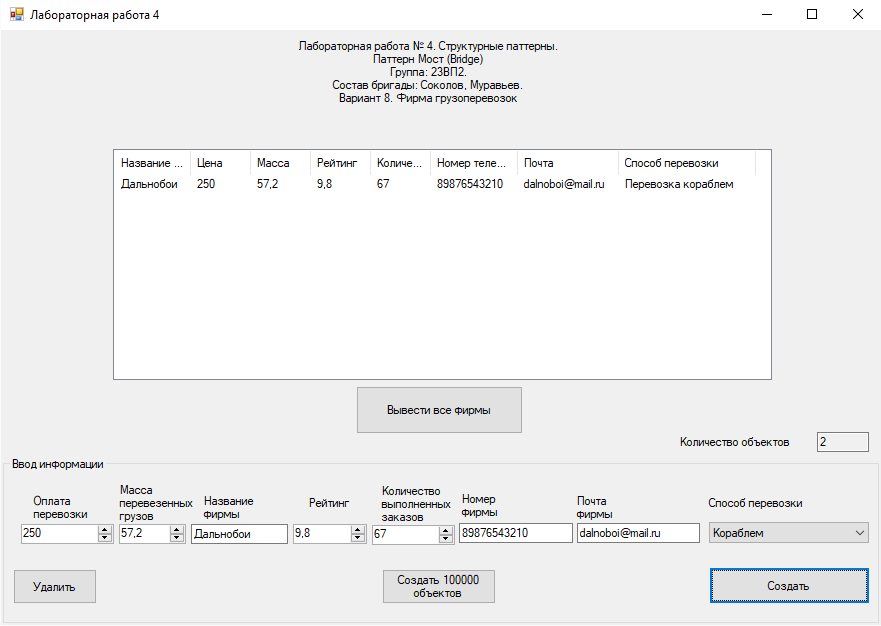 Лабораторная работа 4
Лабораторная работа № 4. Структурные паттерны.
Паттерн Мост (Bridge)
Группа: 23ВП2.
Состав бригады: Соколов, Муравьев.
Вариант 8. Фирма грузоперевозок
Название ... Цена Масса Рейтинг Количе... Номер теле... Почта Способ перевозки
Дальнобои 250 57,2 9,8 67 89876543210 dalnoboi@mail.ru Перевозка кораблем
Вывести все фирмы
Количество объектов 2
Ввод информации
Оплата
перевозки
Масса
перевезенных
грузов
Название
фирмы
Рейтинг
Количество
выполненных
заказов
Номер
фирмы
Почта
фирмы
Способ перевозки
250 57,2 Дальнобои 9,8 67 89876543210 dalnoboi@mail.ru Кораблем
Удалить
Создать 100000
объектов
Создать